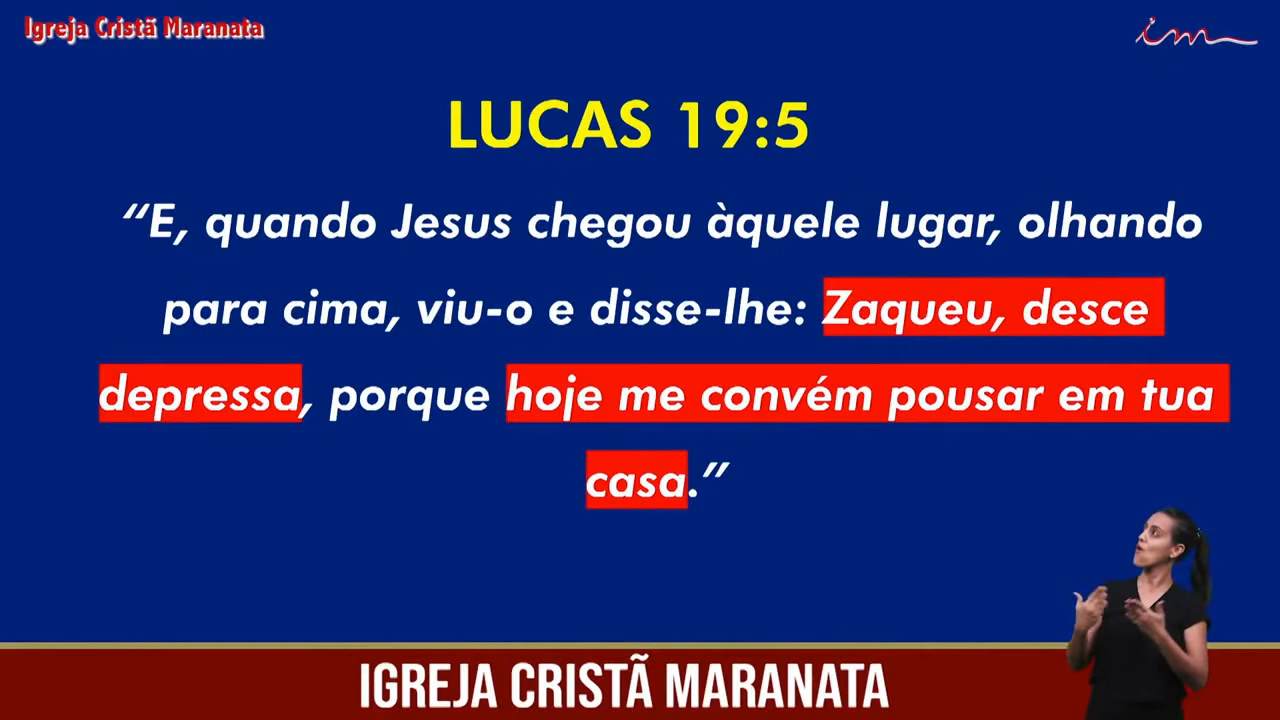 Igreja Cristã Maranata
im
LUCAS 19:5
“E, quando Jesus chegou àquele lugar, olhando
para cima, viu-o e disse-lhe: Zaqueu, desce
depressa, porque hoje me convém pousar em tua
casa.”
IGREJA CRISTÃ MARANATA